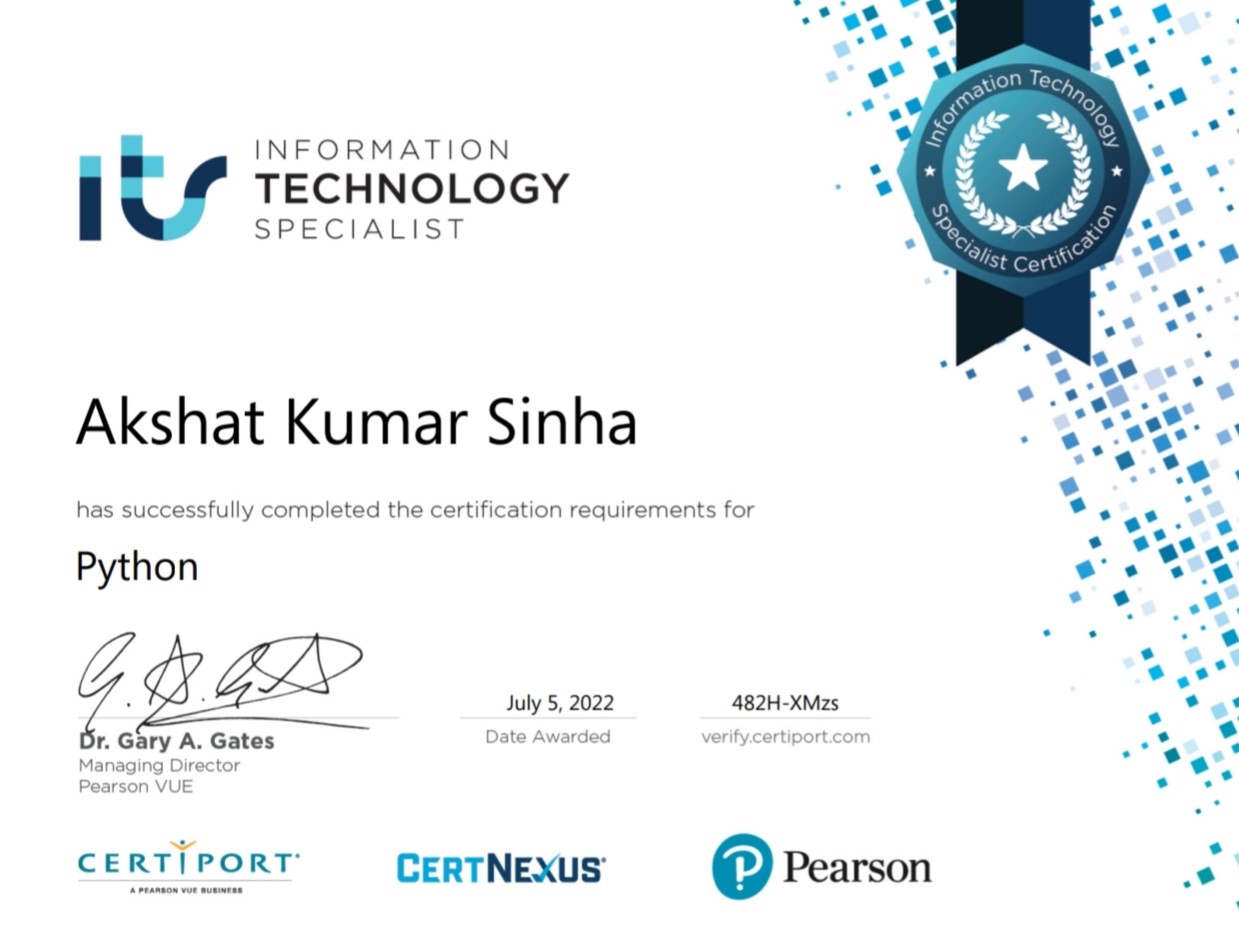 its
INFORMATION
TECHNOLOGY
SPECIALIST
Information Technology
Specialist Certification
Akshat Kumar Sinha
has successfully completed the certification requirements for
Python
G. A. Gates
Dr. Gary A. Gates
Managing Director
Pearson VUE
July 5, 2022
Date Awarded
482H-XMzs
verify.certiport.com
CERTIPORT
A PEARSON VUE BUSINESS
CERTNEXUS
P Pearson